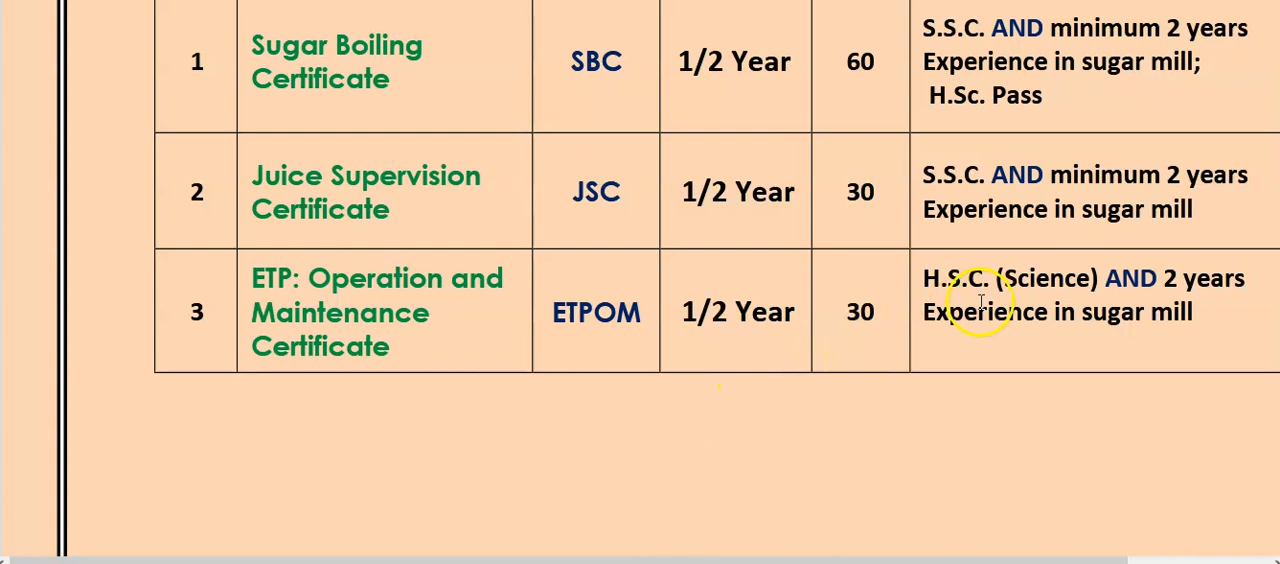 1 Sugar Boiling Certificate SBC 1/2 Year 60 S.S.C. AND minimum 2 years Experience in sugar mill; H.Sc. Pass
2 Juice Supervision Certificate JSC 1/2 Year 30 S.S.C. AND minimum 2 years Experience in sugar mill
3 ETP: Operation and Maintenance Certificate ETPOM 1/2 Year 30 H.S.C. (Science) AND 2 years Experience in sugar mill